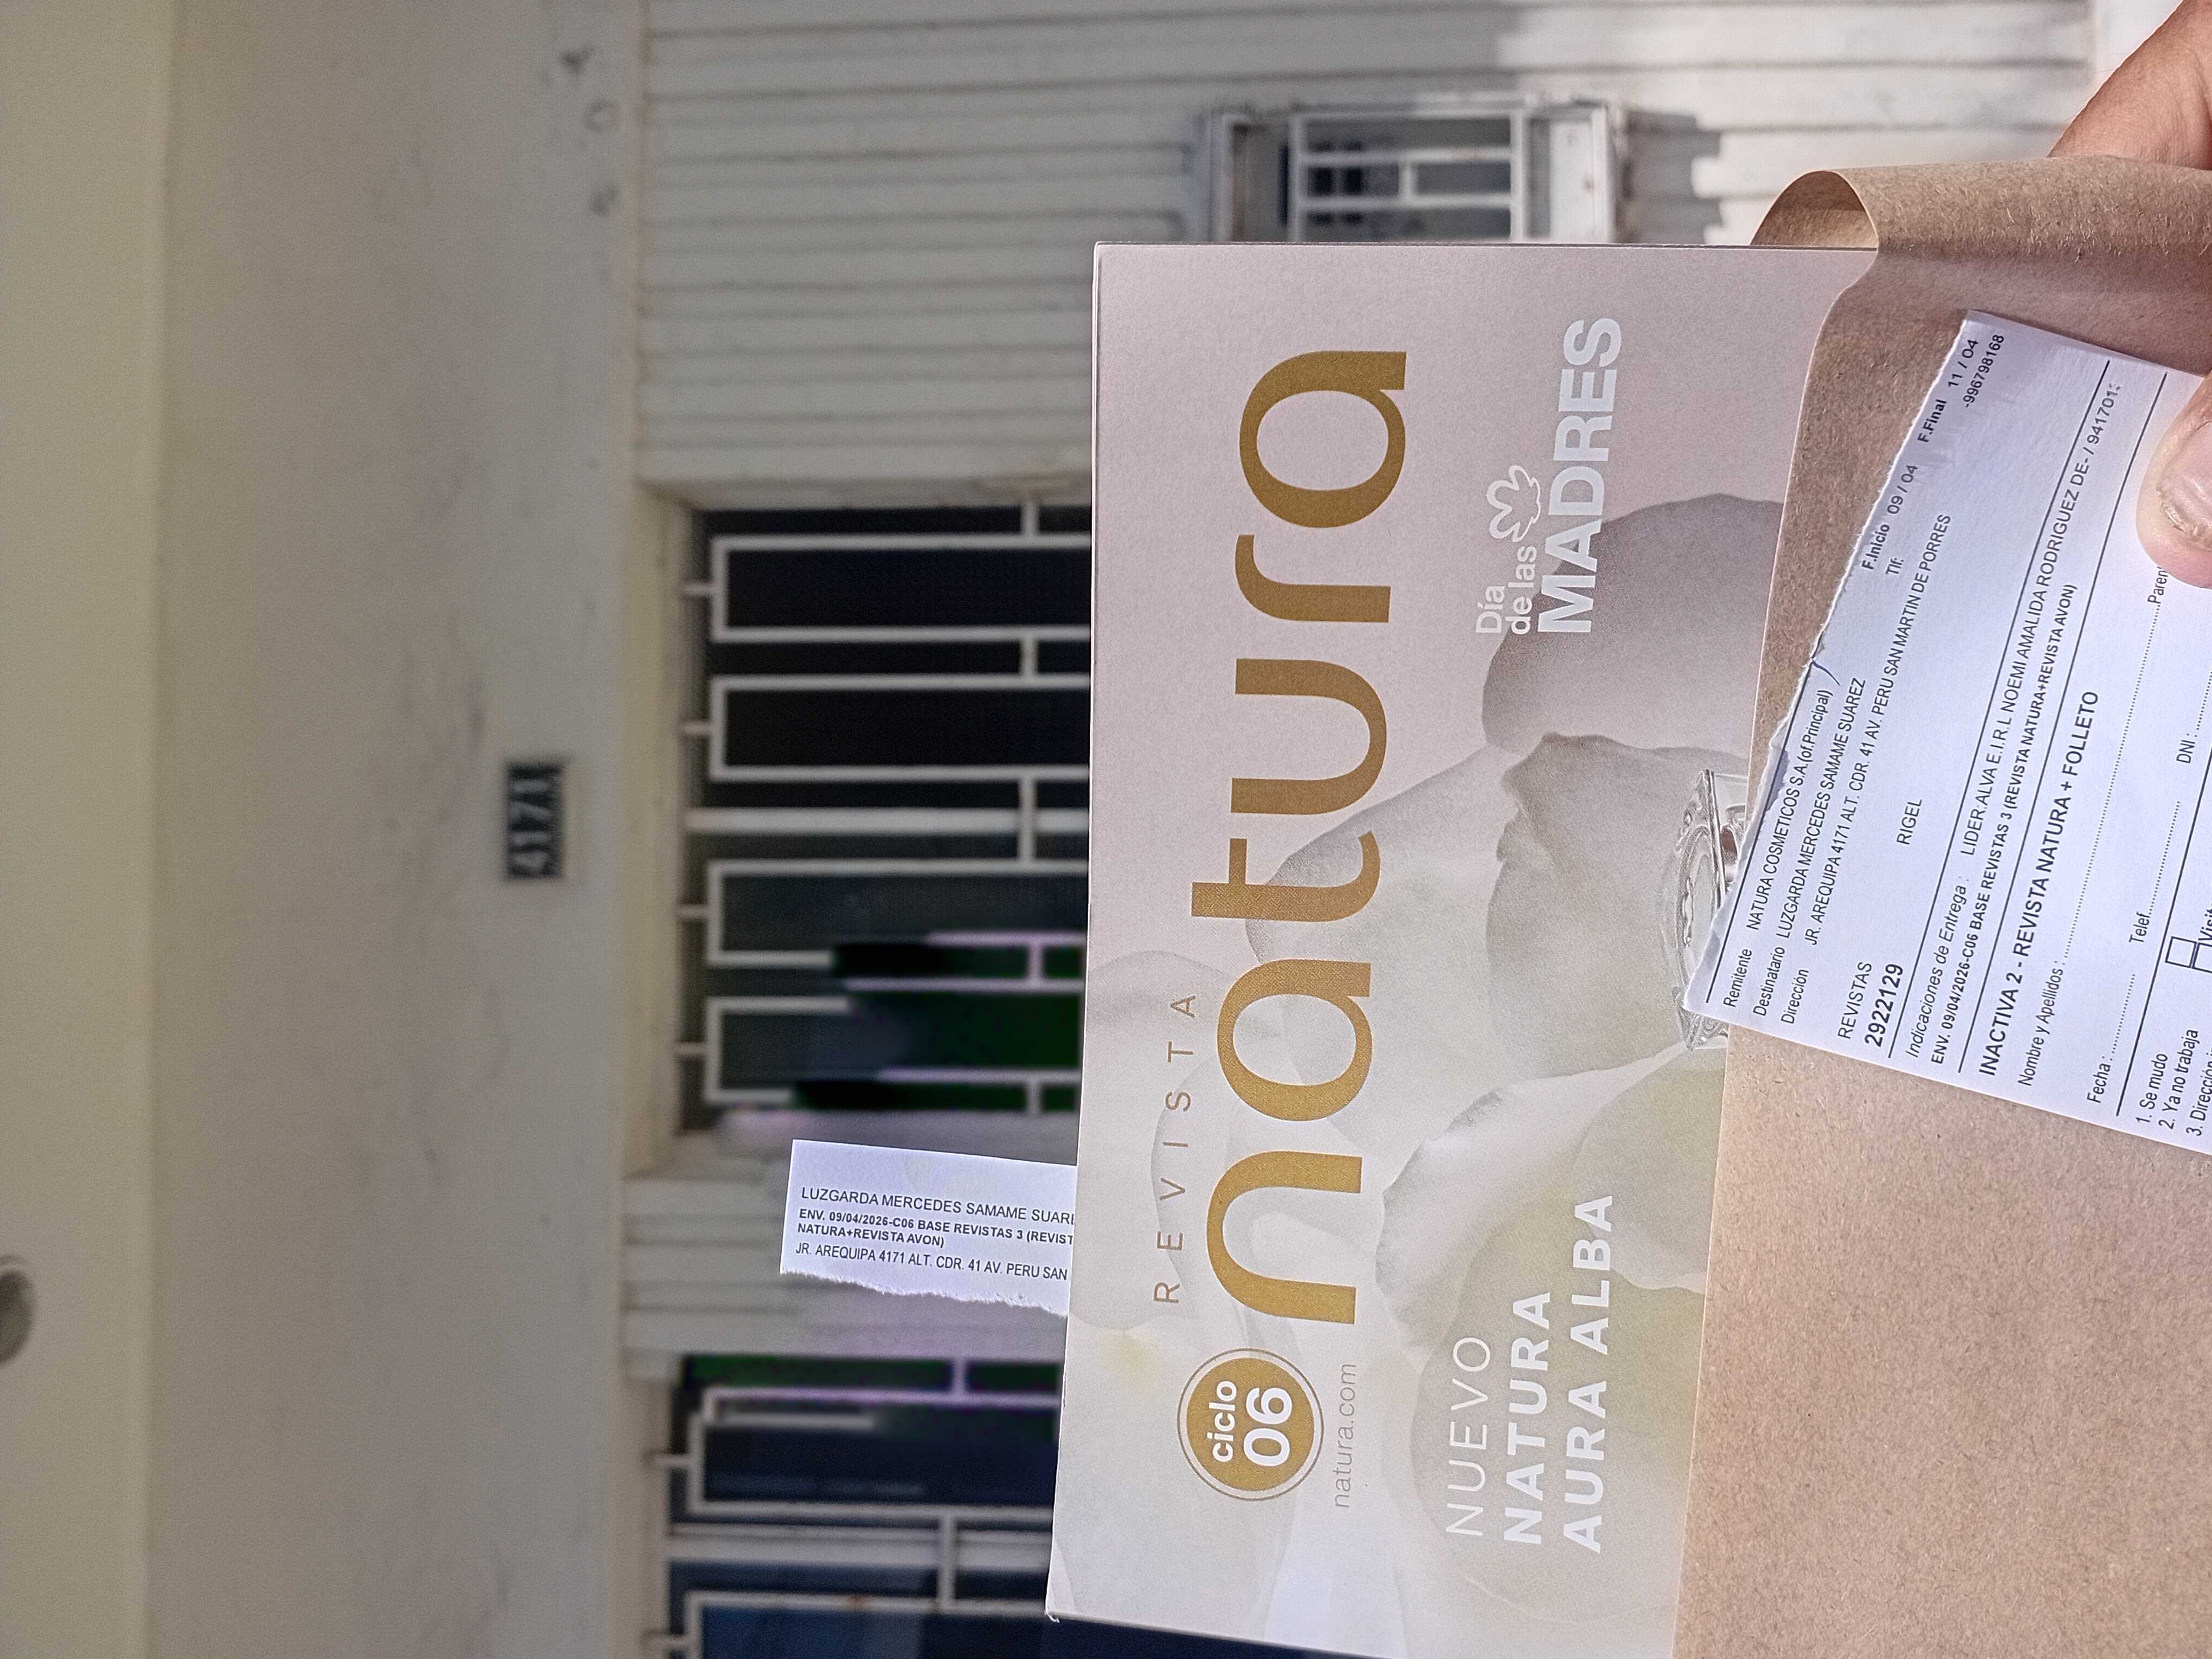 4171
REVISTA
natura
ciclo
06
natura.com
Día
de las
MADRES
NUEVO
NATURA
AURA ALBA
LUZGARDA MERCEDES SAMAME
ENV. 09/04/2026-C06 BASE REVISTAS 3
NATURA+REVISTA AVON)
JR. AREQUIPA 4171 ALT. CDR. 41 AV. PERU SAN
F.Inicio 09 / 04 F.Final 11 / 04
Remitente NATURA COSMETICOS S.A.(of.Principal) Tlf: -996798168
Destinatario LUZGARDA MERCEDES SAMAME SUAREZ
Dirección JR. AREQUIPA 4171 ALT. CDR. 41 AV. PERU SAN MARTIN DE PORRES
REVISTAS RIGEL
2922129
Indicaciones de Entrega : LIDER:ALVA E.I.R.L NOEMI AMALIDA RODRIGUEZ DE- /
ENV. 09/04/2026-C06 BASE REVISTAS 3 (REVISTA NATURA+REVISTA AVON)
INACTIVA 2 - REVISTA NATURA + FOLLETO
Nombre y Apellidos :
Fecha : Telef. DNI :
1. Se mudo
2. Ya no trabaja
3.